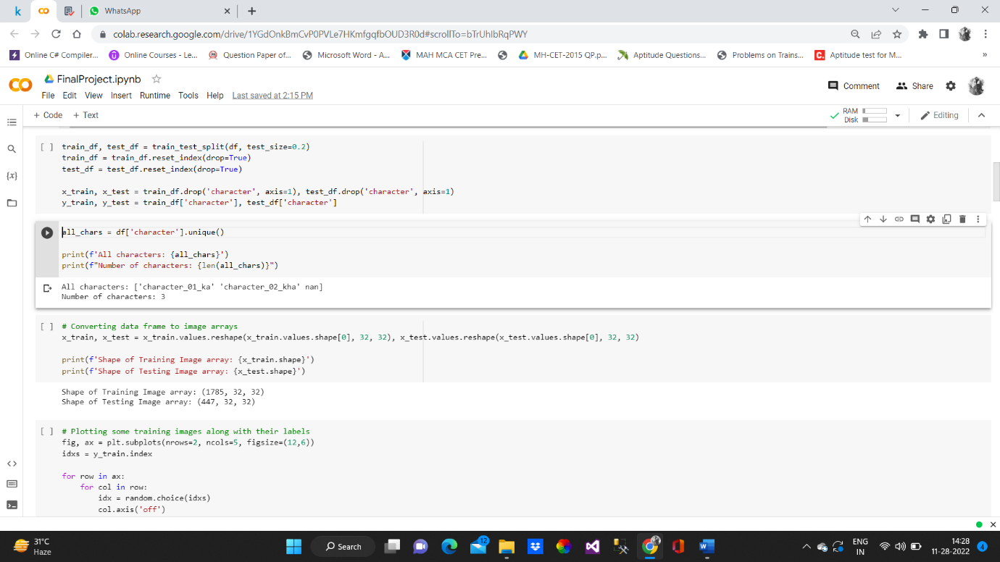 WhatsApp
colab.research.google.com/drive/1YGdOnkBmCvP0PVLe7HKmfgqfbOUD3R0d#scrollTo=bTrUhIbRqPWY
Online C# Compiler... Online Courses - Le... Question Paper of... Microsoft Word - A... MAH MCA CET Pre... MH-CET-2015 QP.p... Aptitude Questions... Problems on Trains... Aptitude test for M... »
FinalProject.ipynb
Comment Share
File Edit View Insert Runtime Tools Help Last saved at 2:15 PM
+ Code + Text
RAM
Disk
Editing
[ ] train_df, test_df = train_test_split(df, test_size=0.2)
train_df = train_df.reset_index(drop=True)
test_df = test_df.reset_index(drop=True)
x_train, x_test = train_df.drop('character', axis=1), test_df.drop('character', axis=1)
y_train, y_test = train_df['character'], test_df['character']
all_chars = df['character'].unique()
print(f'All characters: {all_chars}')
print(f"Number of characters: {len(all_chars)}")
All characters: ['character_01_ka' 'character_02_kha' nan]
Number of characters: 3
[ ] # Converting data frame to image arrays
x_train, x_test = x_train.values.reshape(x_train.values.shape[0], 32, 32), x_test.values.reshape(x_test.values.shape[0], 32, 32)
print(f'Shape of Training Image array: {x_train.shape}')
print(f'Shape of Testing Image array: {x_test.shape}')
Shape of Training Image array: (1785, 32, 32)
Shape of Testing Image array: (447, 32, 32)
[ ] # Plotting some training images along with their labels
fig, ax = plt.subplots(nrows=2, ncols=5, figsize=(12,6))
idxs = y_train.index
for row in ax:
for col in row:
idx = random.choice(idxs)
col.axis('off')
31°C
Haze
Search
12
ENG
IN
14:28
11-28-2022
4